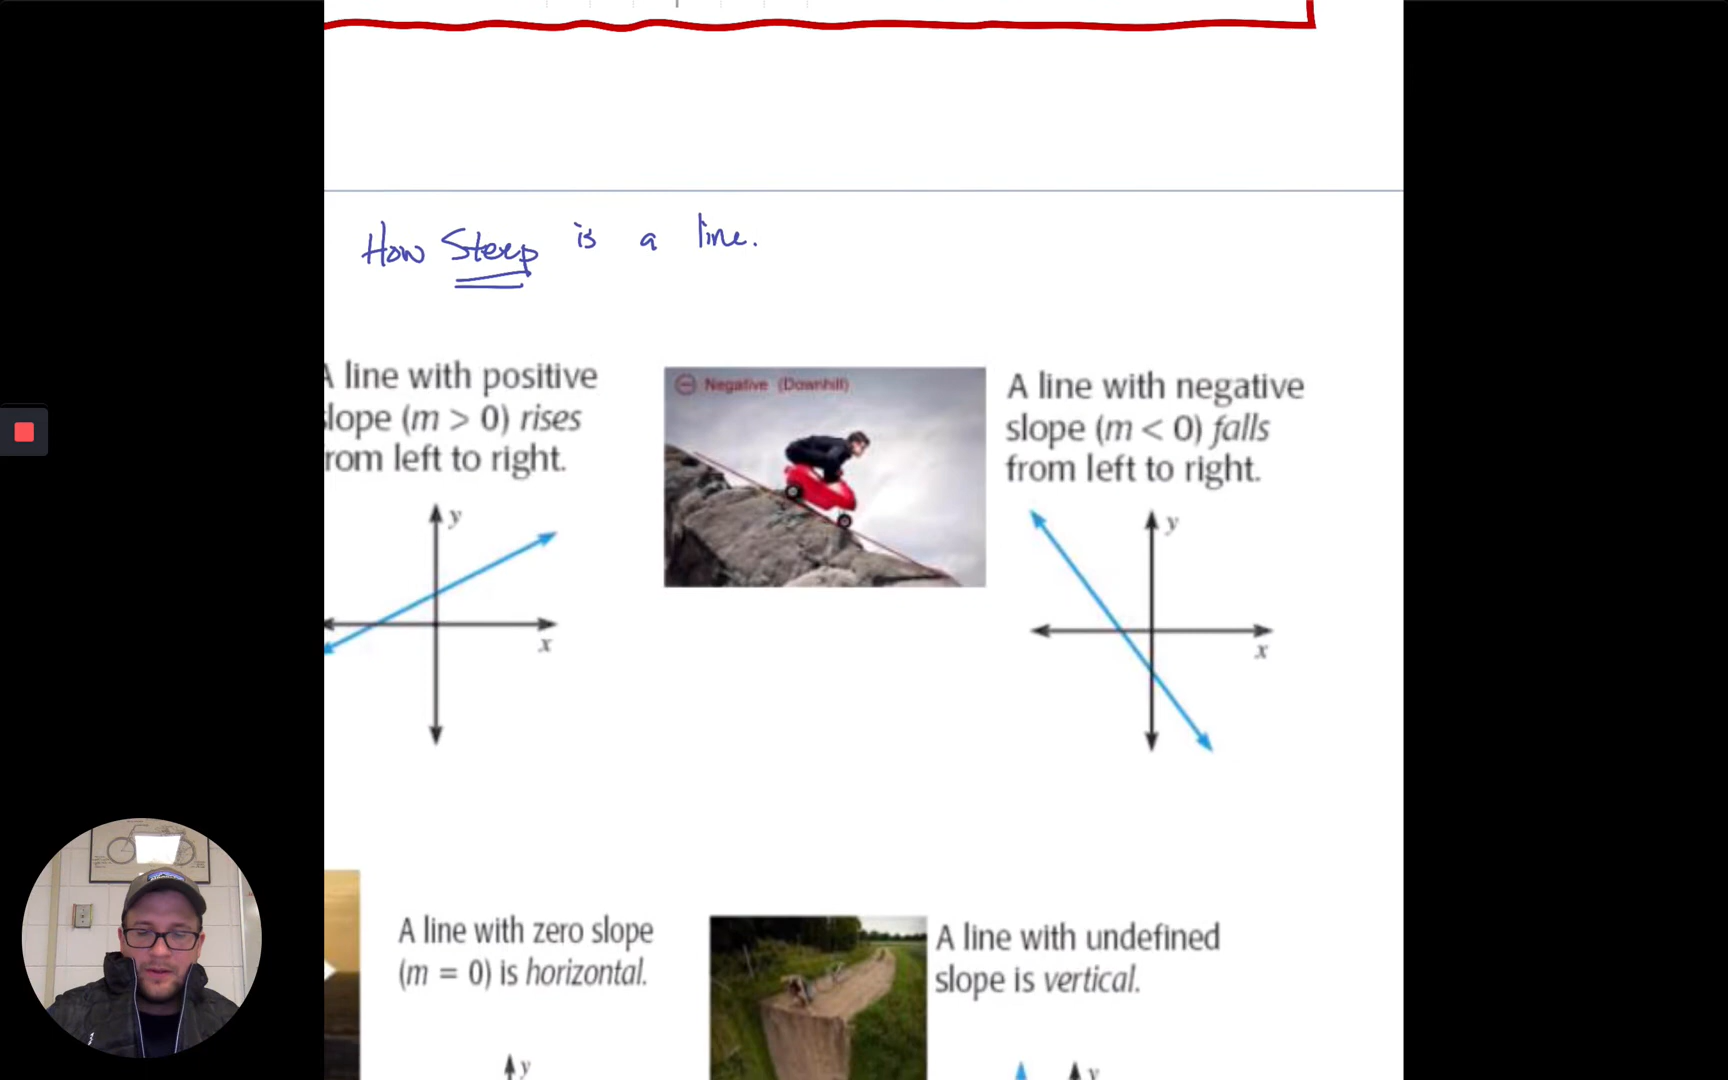 How Steep is a line.
A line with positive
slope (m > 0) rises
from left to right.
y
x
Negative (Downhill)
A line with negative
slope (m < 0) falls
from left to right.
y
x
A line with zero slope
(m = 0) is horizontal.
y
A line with undefined
slope is vertical.
y